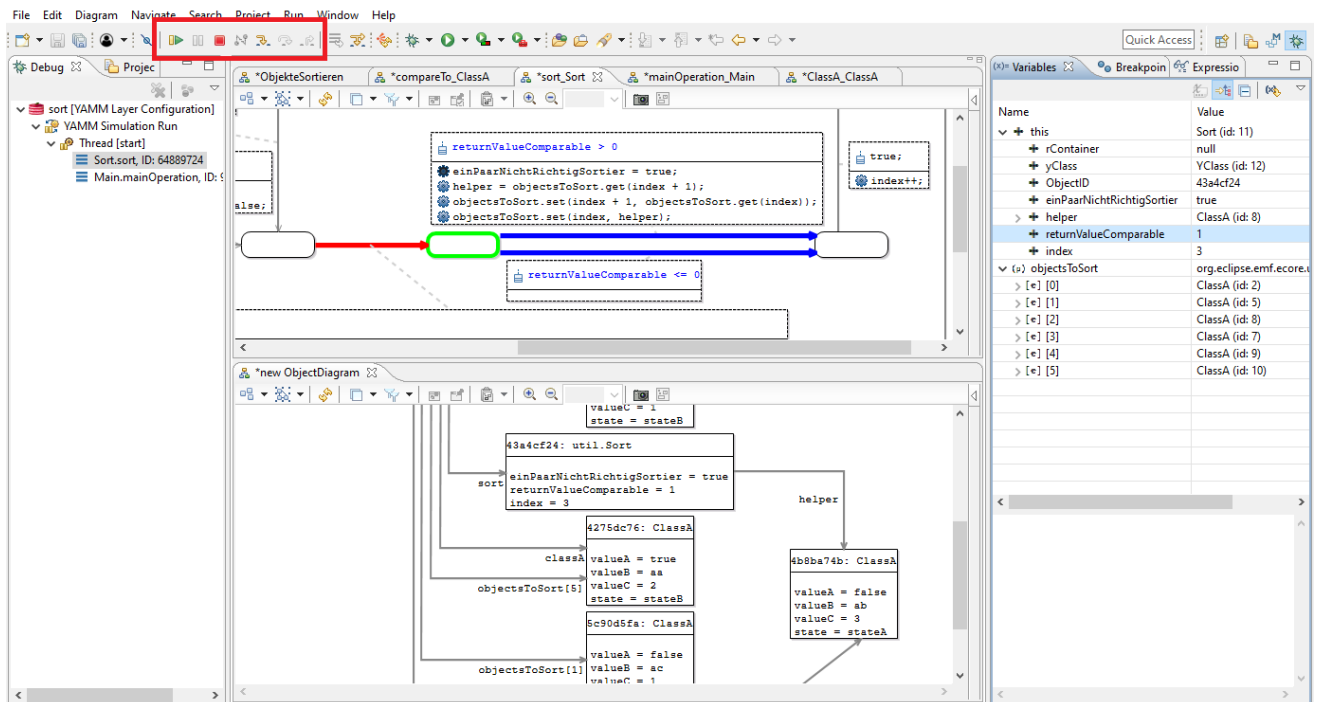 File Edit Diagram Navigate Search Project Run Window Help
Quick Access
Debug
Projec
*ObjekteSortieren
*compareTo_ClassA
*sort_Sort
*mainOperation_Main
*ClassA_ClassA
(x)= Variables
Breakpoin
Expressio
sort [YAMM Layer Configuration]
YAMM Simulation Run
Thread [start]
Sort.sort, ID: 64889724
Main.mainOperation, ID: 9
alse;
returnValueComparable > 0
einPaarNichtRichtigSortier = true;
helper = objectsToSort.get(index + 1);
objectsToSort.set(index + 1, objectsToSort.get(index));
objectsToSort.set(index, helper);
true;
index++;
returnValueComparable <= 0
*new ObjectDiagram
valueC = 1
state = stateB
43a4cf24: util.Sort
einPaarNichtRichtigSortier = true
returnValueComparable = 1
index = 3
sort
helper
4275dc76: ClassA
valueA = true
valueB = aa
valueC = 2
state = stateB
classA
objectsToSort[5]
4b8ba74b: ClassA
valueA = false
valueB = ab
valueC = 3
state = stateA
5c90d5fa: ClassA
valueA = false
valueB = ac
valueC = 1
objectsToSort[1]
Name Value
this Sort (id: 11)
rContainer null
yClass YClass (id: 12)
ObjectID 43a4cf24
einPaarNichtRichtigSortier true
helper ClassA (id: 8)
returnValueComparable 1
index 3
objectsToSort org.eclipse.emf.ecore.u
[e] [0] ClassA (id: 2)
[e] [1] ClassA (id: 5)
[e] [2] ClassA (id: 8)
[e] [3] ClassA (id: 7)
[e] [4] ClassA (id: 9)
[e] [5] ClassA (id: 10)